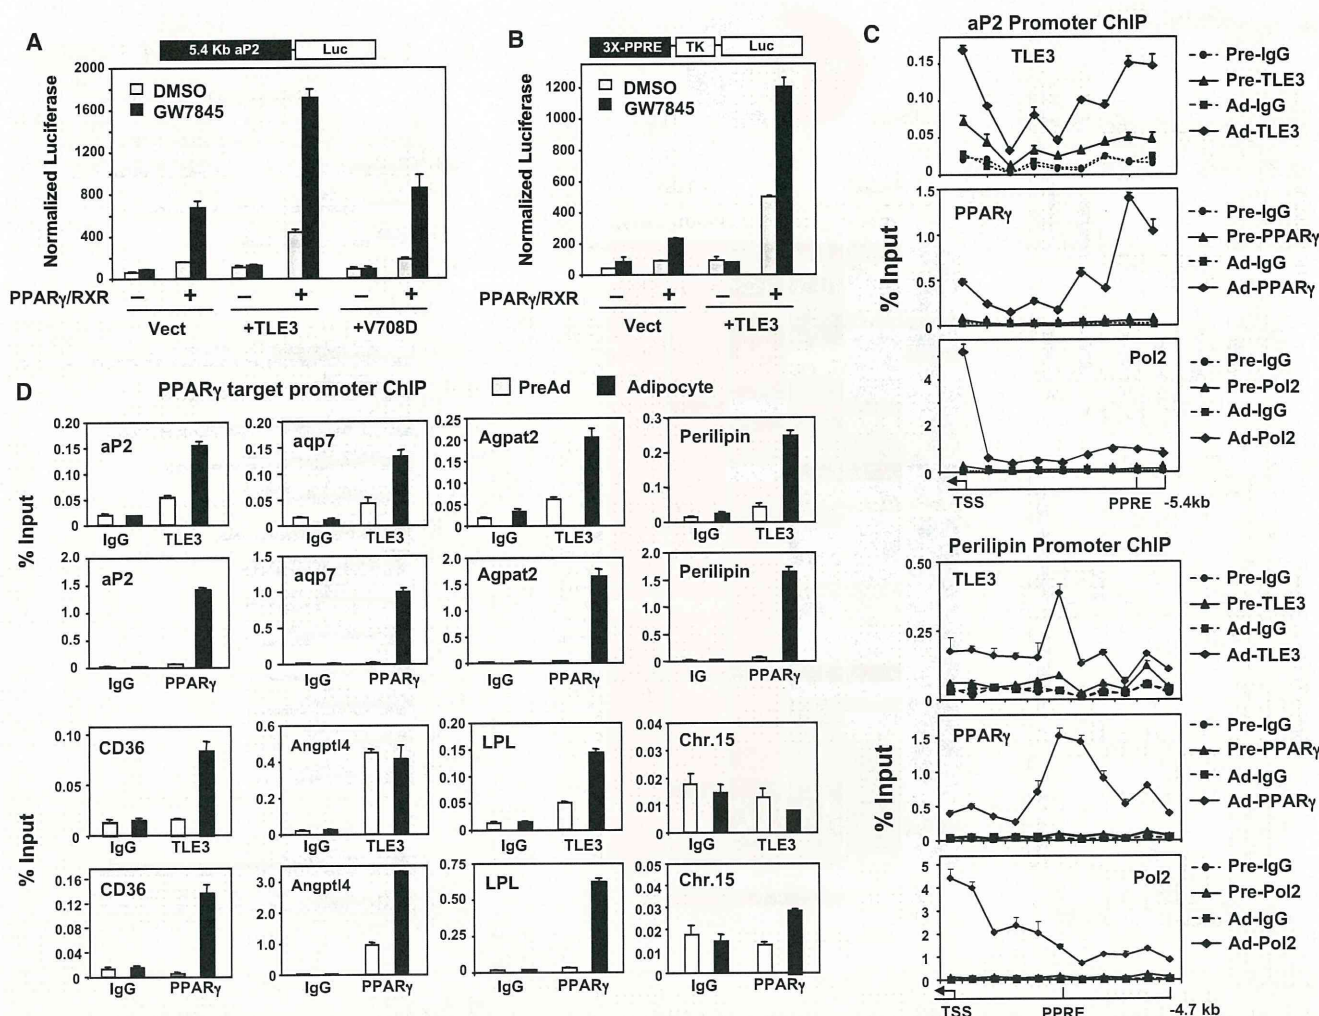 A
5.4 Kb aP2 Luc
Normalized Luciferase
2000
1600
1200
800
400
0
DMSO
GW7845
PPARγ/RXR − + − + − +
Vect +TLE3 +V708D
B
3X-PPRE TK Luc
Normalized Luciferase
1200
1000
800
600
400
200
0
DMSO
GW7845
PPARγ/RXR − + − +
Vect +TLE3
C
aP2 Promoter ChIP
% Input
TLE3
0.15
0.10
0.05
0
Pre-IgG
Pre-TLE3
Ad-IgG
Ad-TLE3
PPARγ
1.5
1.0
0.5
0
Pre-IgG
Pre-PPARγ
Ad-IgG
Ad-PPARγ
Pol2
4
2
0
Pre-IgG
Pre-Pol2
Ad-IgG
Ad-Pol2
TSS PPRE -5.4kb
Perilipin Promoter ChIP
% Input
TLE3
0.50
0.25
0
Pre-IgG
Pre-TLE3
Ad-IgG
Ad-TLE3
PPARγ
1.5
1.0
0.5
0
Pre-IgG
Pre-PPARγ
Ad-IgG
Ad-PPARγ
Pol2
5
4
3
2
1
0
Pre-IgG
Pre-Pol2
Ad-IgG
Ad-Pol2
TSS PPRE -4.7 kb
D
PPARγ target promoter ChIP PreAd Adipocyte
% Input
aP2
0.20
0.15
0.10
0.05
0
IgG TLE3
aqp7
0.20
0.15
0.10
0.05
0
IgG TLE3
Agpat2
0.25
0.20
0.15
0.10
0.05
0
IgG TLE3
Perilipin
0.3
0.2
0.1
0
IgG TLE3
aP2
2.0
1.5
1.0
0.5
0
IgG PPARγ
aqp7
1.5
1.0
0.5
0
IgG PPARγ
Agpat2
2.0
1.5
1.0
0.5
0
IgG PPARγ
Perilipin
2.0
1.5
1.0
0.5
0
IG PPARγ
% Input
CD36
0.10
0.05
0
IgG TLE3
Angptl4
0.6
0.4
0.2
0
IgG TLE3
LPL
0.20
0.15
0.10
0.05
0
IgG TLE3
Chr.15
0.04
0.03
0.02
0.01
0
IgG TLE3
CD36
0.16
0.12
0.08
0.04
0
IgG PPARγ
Angptl4
3.0
2.0
1.0
0
IgG PPARγ
LPL
0.75
0.50
0.25
0
IgG PPARγ
Chr.15
0.05
0.04
0.03
0.02
0.01
0
IgG PPARγ